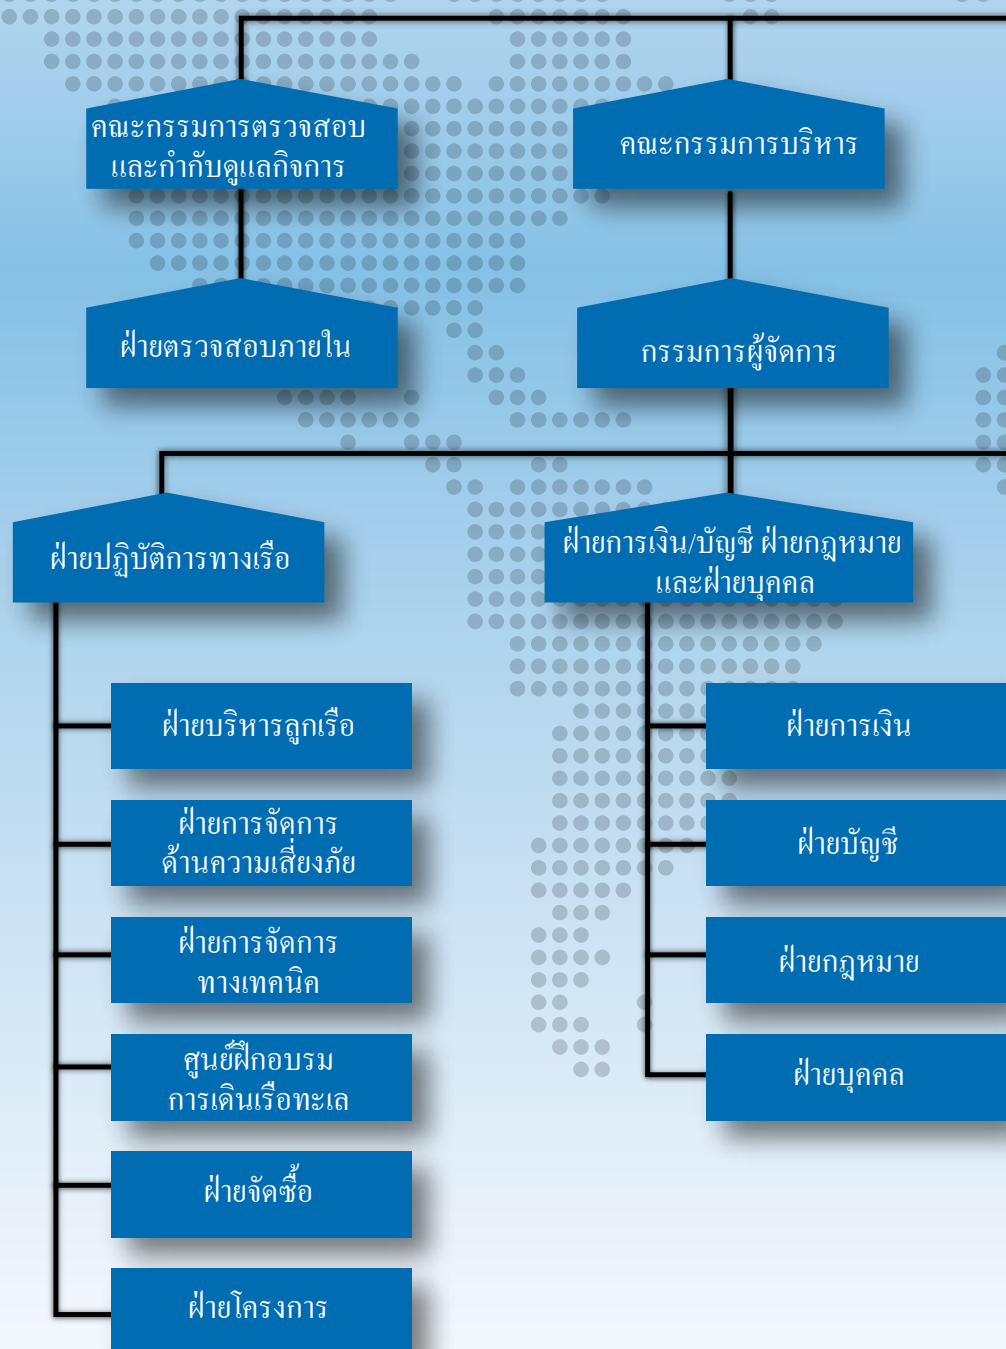 คณะกรรมการตรวจสอบ
และกำกับดูแลกิจการ
คณะกรรมการบริหาร
ฝ่ายตรวจสอบภายใน
กรรมการผู้จัดการ
ฝ่ายปฏิบัติการทางเรือ
ฝ่ายการเงิน/บัญชี ฝ่ายกฎหมาย
และฝ่ายบุคคล
ฝ่ายบริหารลูกเรือ
ฝ่ายการจัดการ
ด้านความเสี่ยงภัย
ฝ่ายการจัดการ
ทางเทคนิค
ศูนย์ฝึกอบรม
การเดินเรือทะเล
ฝ่ายจัดซื้อ
ฝ่ายโครงการ
ฝ่ายการเงิน
ฝ่ายบัญชี
ฝ่ายกฎหมาย
ฝ่ายบุคคล